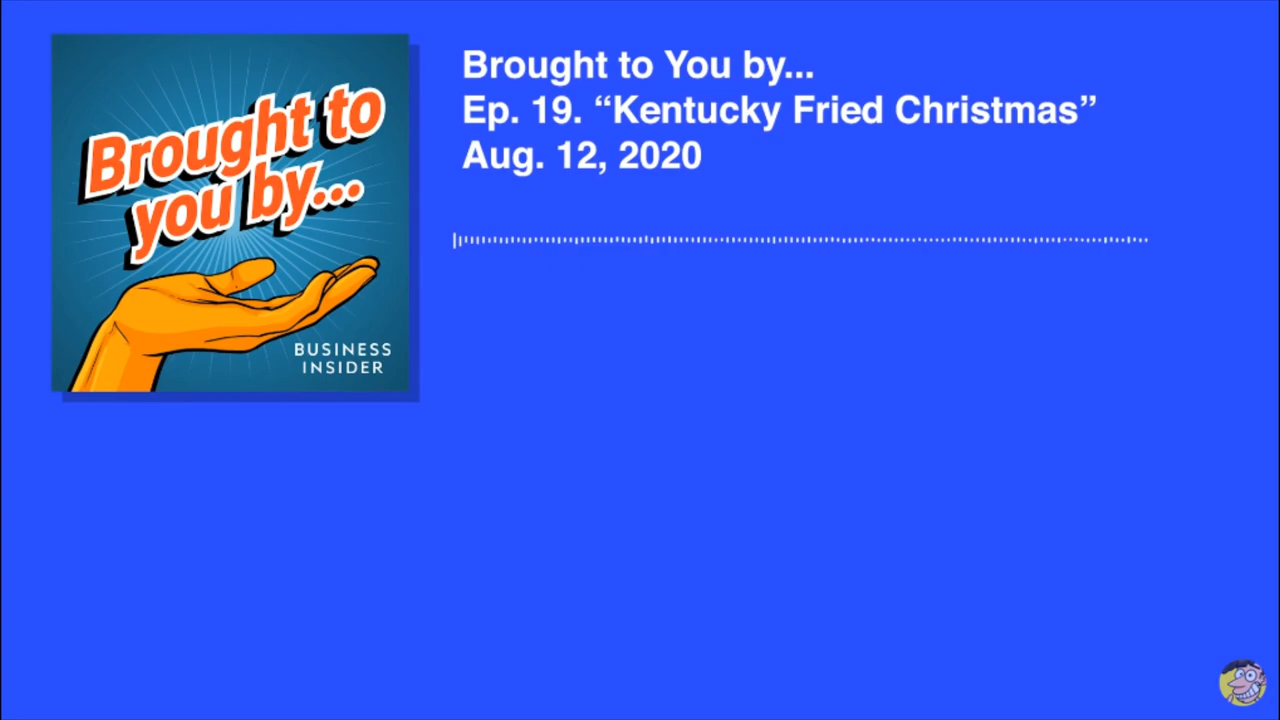 Brought to
you by...
BUSINESS
INSIDER
Brought to You by...
Ep. 19. “Kentucky Fried Christmas”
Aug. 12, 2020